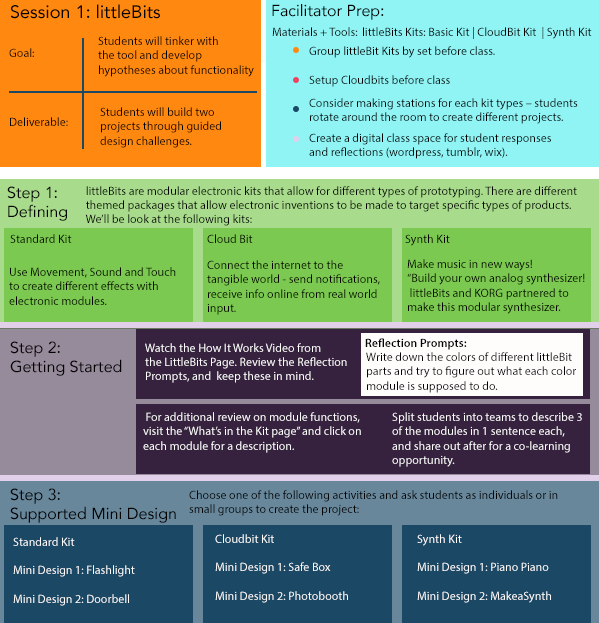 Session 1: littleBits
Goal:
Students will tinker with
the tool and develop
hypotheses about functionality
Deliverable:
Students will build two
projects through guided
design challenges.
Facilitator Prep:
Materials + Tools: littleBits Kits: Basic Kit | CloudBit Kit | Synth Kit
Group littleBit Kits by set before class.
Setup Cloudbits before class
Consider making stations for each kit types – students
rotate around the room to create different projects.
Create a digital class space for student responses
and reflections (wordpress, tumblr, wix).
Step 1:
Defining
littleBits are modular electronic kits that allow for different types of prototyping. There are different
themed packages that allow electronic inventions to be made to target specific types of products.
We'll be look at the following kits:
Standard Kit
Use Movement, Sound and Touch
to create different effects with
electronic modules.
Cloud Bit
Connect the internet to the
tangible world - send notifications,
receive info online from real world
input.
Synth Kit
Make music in new ways!
"Build your own analog synthesizer!
littleBits and KORG partnered to
make this modular synthesizer.
Step 2:
Getting Started
Watch the How It Works Video from
the LittleBits Page. Review the Reflection
Prompts, and keep these in mind.
Reflection Prompts:
Write down the colors of different littleBit
parts and try to figure out what each color
module is supposed to do.
For additional review on module functions,
visit the "What's in the Kit page" and click on
each module for a description.
Split students into teams to describe 3
of the modules in 1 sentence each,
and share out after for a co-learning
opportunity.
Step 3:
Supported Mini Design
Choose one of the following activities and ask students as individuals or in
small groups to create the project:
Standard Kit
Mini Design 1: Flashlight
Mini Design 2: Doorbell
Cloudbit Kit
Mini Design 1: Safe Box
Mini Design 2: Photobooth
Synth Kit
Mini Design 1: Piano Piano
Mini Design 2: MakeaSynth